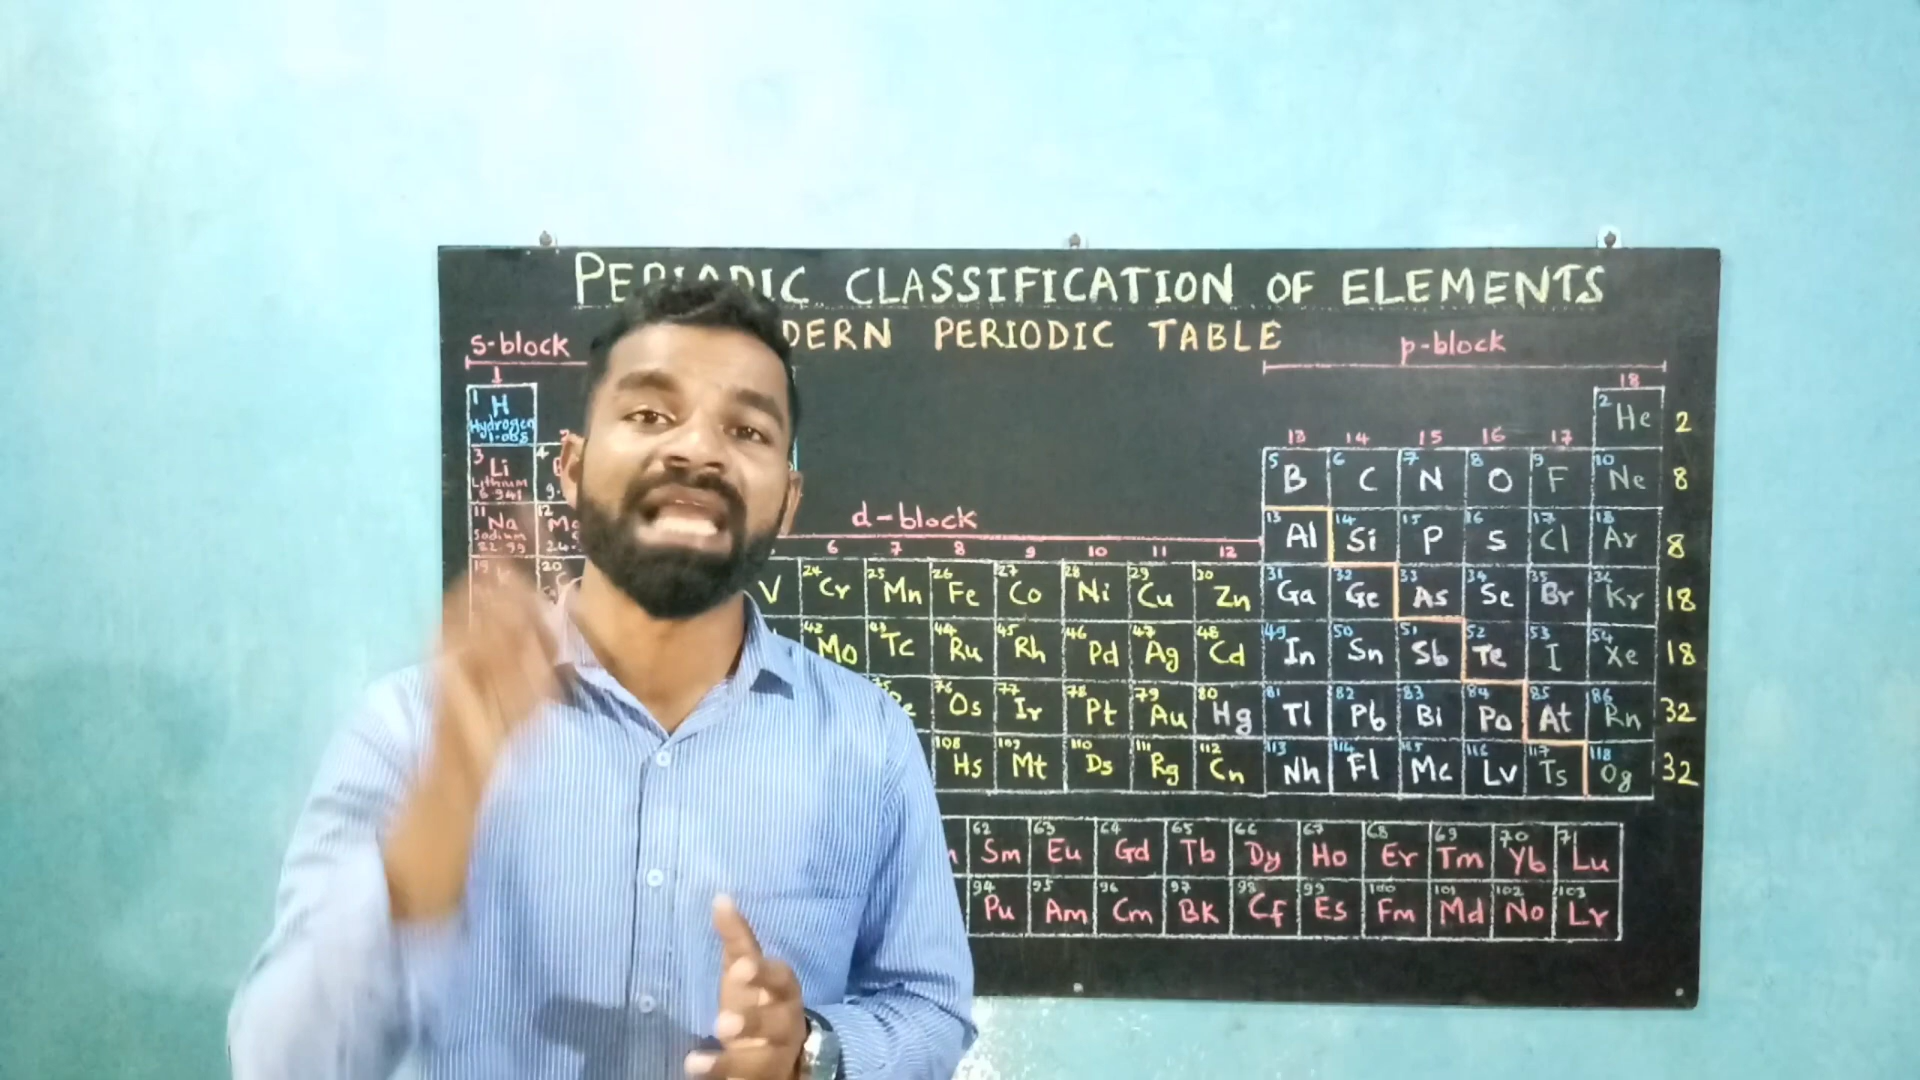 PERIODIC CLASSIFICATION OF ELEMENTS
DERN PERIODIC TABLE
s-block
p-block
1
18
1 H Hydrogen
2 He 2
13 14 15 16 17
3 Li Lithium 6.941 4 9.
5 B 6 C 7 N 8 O 9 F 10 Ne 8
d-block
11 Na Sodium 12 24.
13 Al 14 Si 15 P 16 S 17 Cl 18 Ar 8
6 7 8 9 10 11 12
19 20 V 24 Cr 25 Mn 26 Fe 27 Co 28 Ni 29 Cu 30 Zn 31 Ga 32 Ge 33 As 34 Se 35 Br 36 Kr 18
42 Mo 43 Tc 44 Ru 45 Rh 46 Pd 47 Ag 48 Cd 49 In 50 Sn 51 Sb 52 Te 53 I 54 Xe 18
75 e 76 Os 77 Ir 78 Pt 79 Au 80 Hg 81 Tl 82 Pb 83 Bi 84 Po 85 At 86 Rn 32
108 Hs 109 Mt 110 Ds 111 Rg 112 Cn 113 Nh 114 Fl 115 Mc 116 Lv 117 Ts 118 Og 32
62 Sm 63 Eu 64 Gd 65 Tb 66 Dy 67 Ho 68 Er 69 Tm 70 Yb 71 Lu
94 Pu 95 Am 96 Cm 97 Bk 98 Cf 99 Es 100 Fm 101 Md 102 No 103 Lr